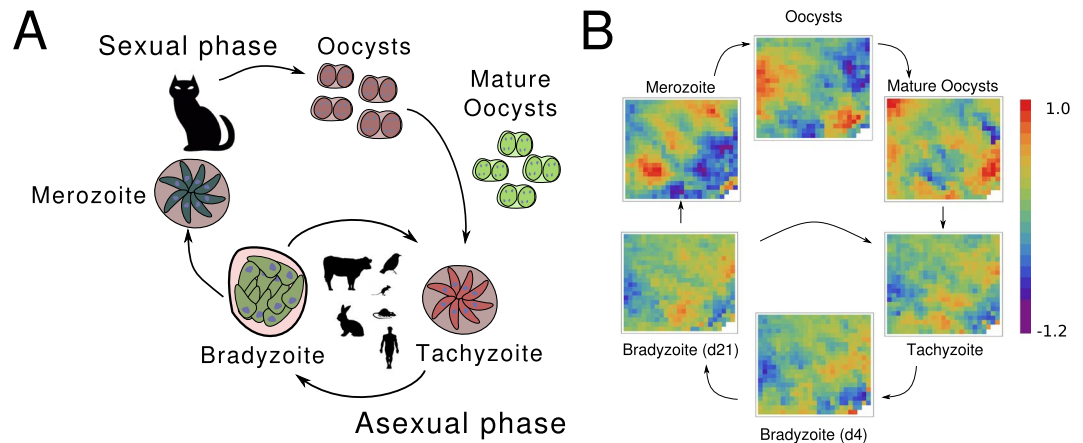 A
Sexual phase
Oocysts
Mature
Oocysts
Merozoite
Bradyzoite
Tachyzoite
Asexual phase
B
Oocysts
Merozoite
Mature Oocysts
1.0
-1.2
Bradyzoite (d21)
Tachyzoite
Bradyzoite (d4)